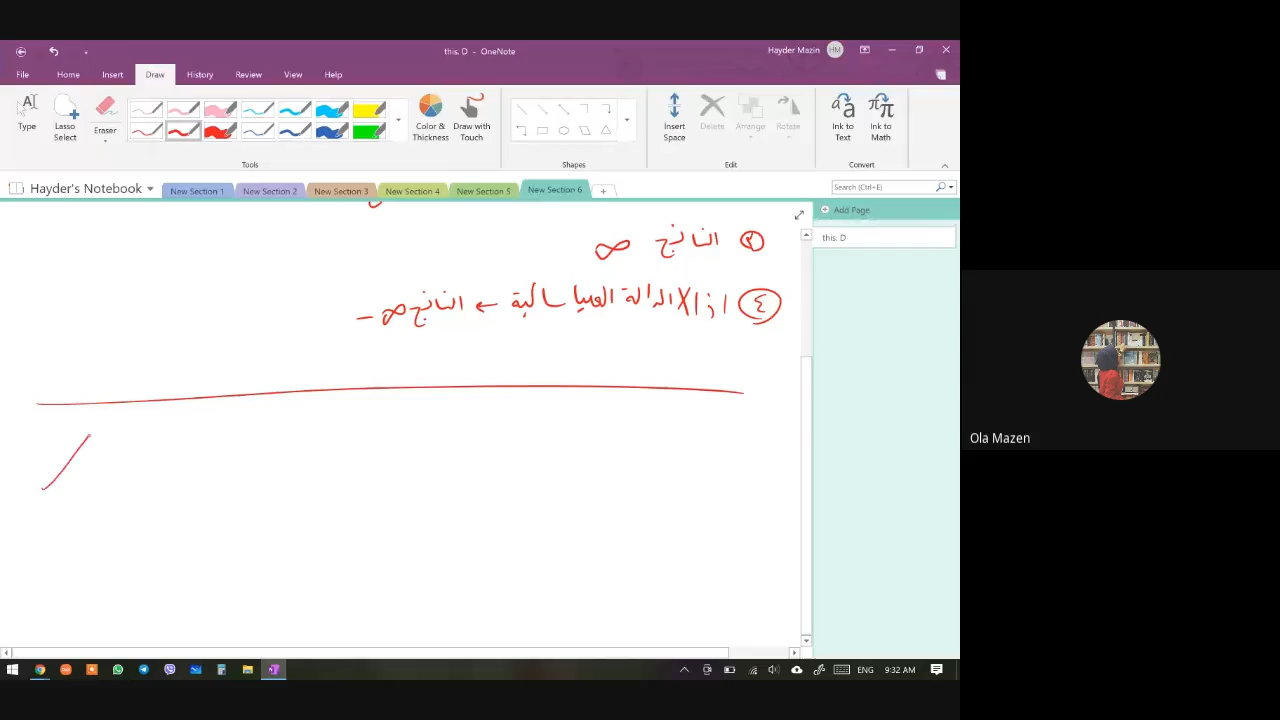 this. D - OneNote
Hayder Mazin HM
File Home Insert Draw History Review View Help
Type
Lasso Select
Eraser
Color & Thickness
Draw with Touch
Insert Space
Delete
Arrange
Rotate
Ink to Text
Ink to Math
Tools Shapes Edit Convert
Hayder's Notebook New Section 1 New Section 2 New Section 3 New Section 4 New Section 5 New Section 6
Search (Ctrl+E)
Add Page
this. D
الناتج ∞
٤ اذا الدالة سالبة ← الناتج ∞ -
Ola Mazen
ENG 9:32 AM